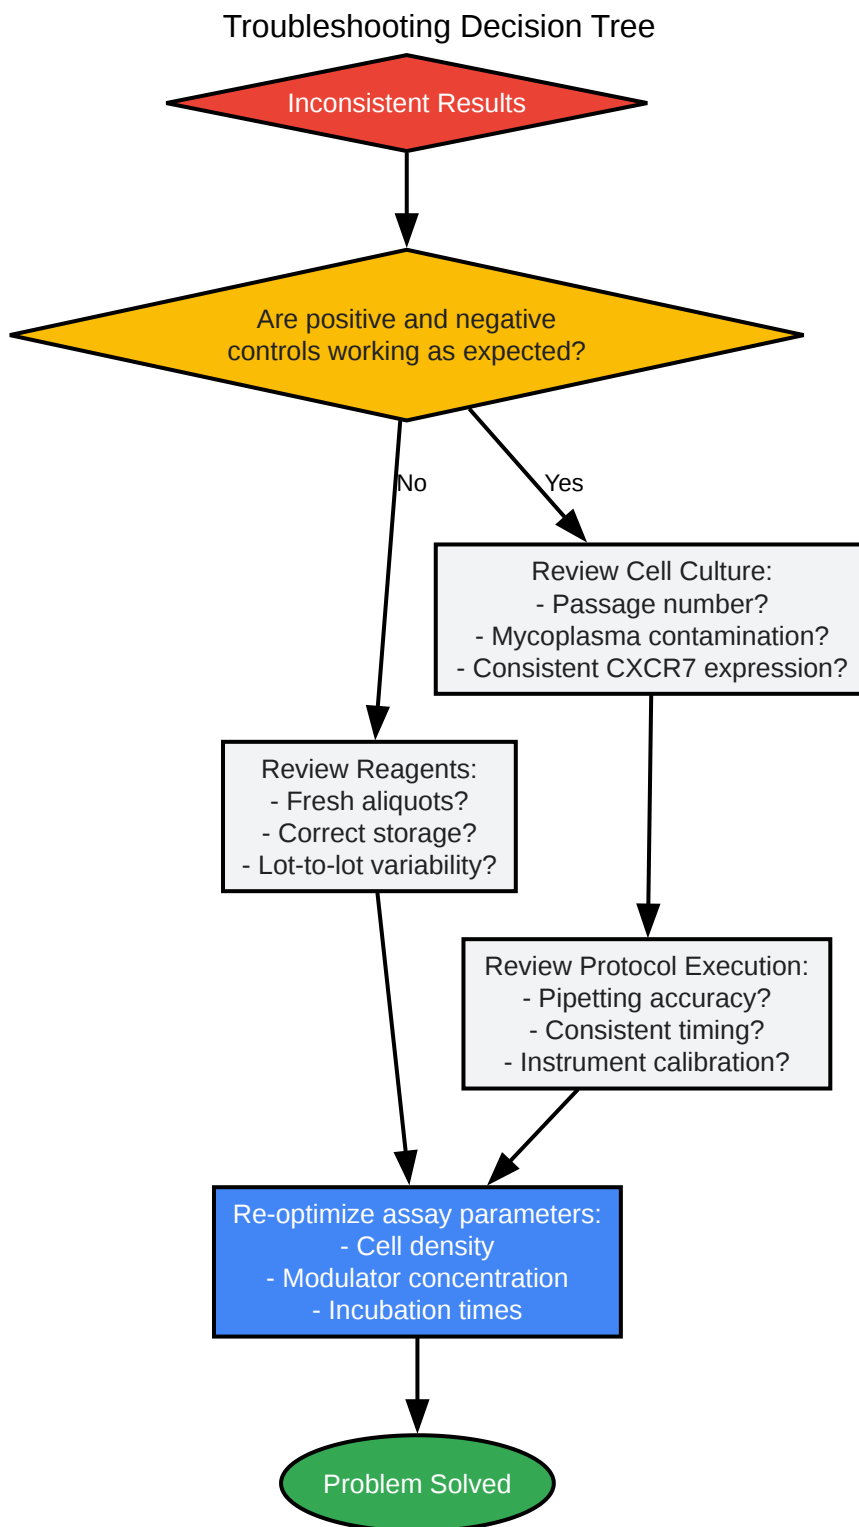 Troubleshooting Decision Tree
Inconsistent Results
Are positive and negative
controls working as expected?
No
Yes
Review Cell Culture:
- Passage number?
- Mycoplasma contamination?
- Consistent CXCR7 expression?
Review Reagents:
- Fresh aliquots?
- Correct storage?
- Lot-to-lot variability?
Review Protocol Execution:
- Pipetting accuracy?
- Consistent timing?
- Instrument calibration?
Re-optimize assay parameters:
- Cell density
- Modulator concentration
- Incubation times
Problem Solved